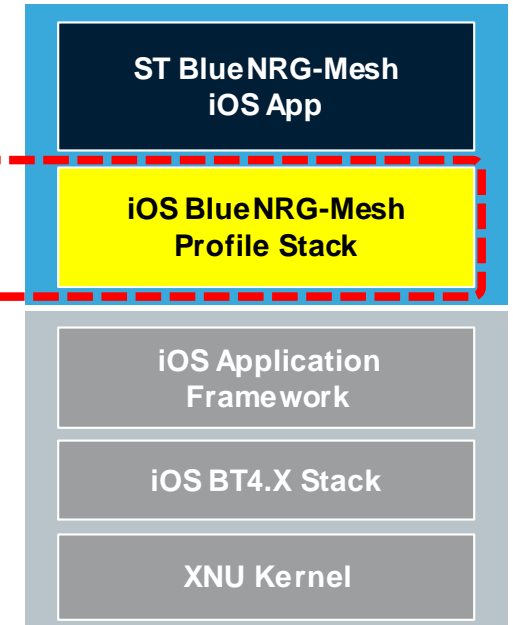 ST BlueNRG-Mesh
iOS App
iOS BlueNRG-Mesh
Profile Stack
iOS Application
Framework
iOS BT4.X Stack
XNU Kernel